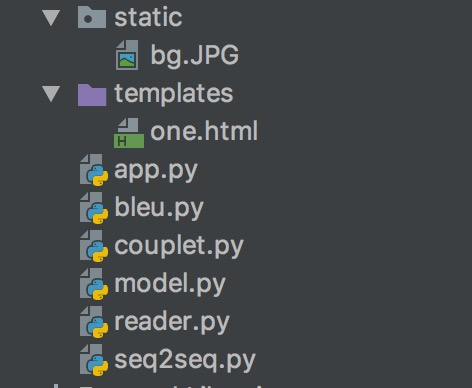 static
bg.JPG
templates
one.html
app.py
bleu.py
couplet.py
model.py
reader.py
seq2seq.py